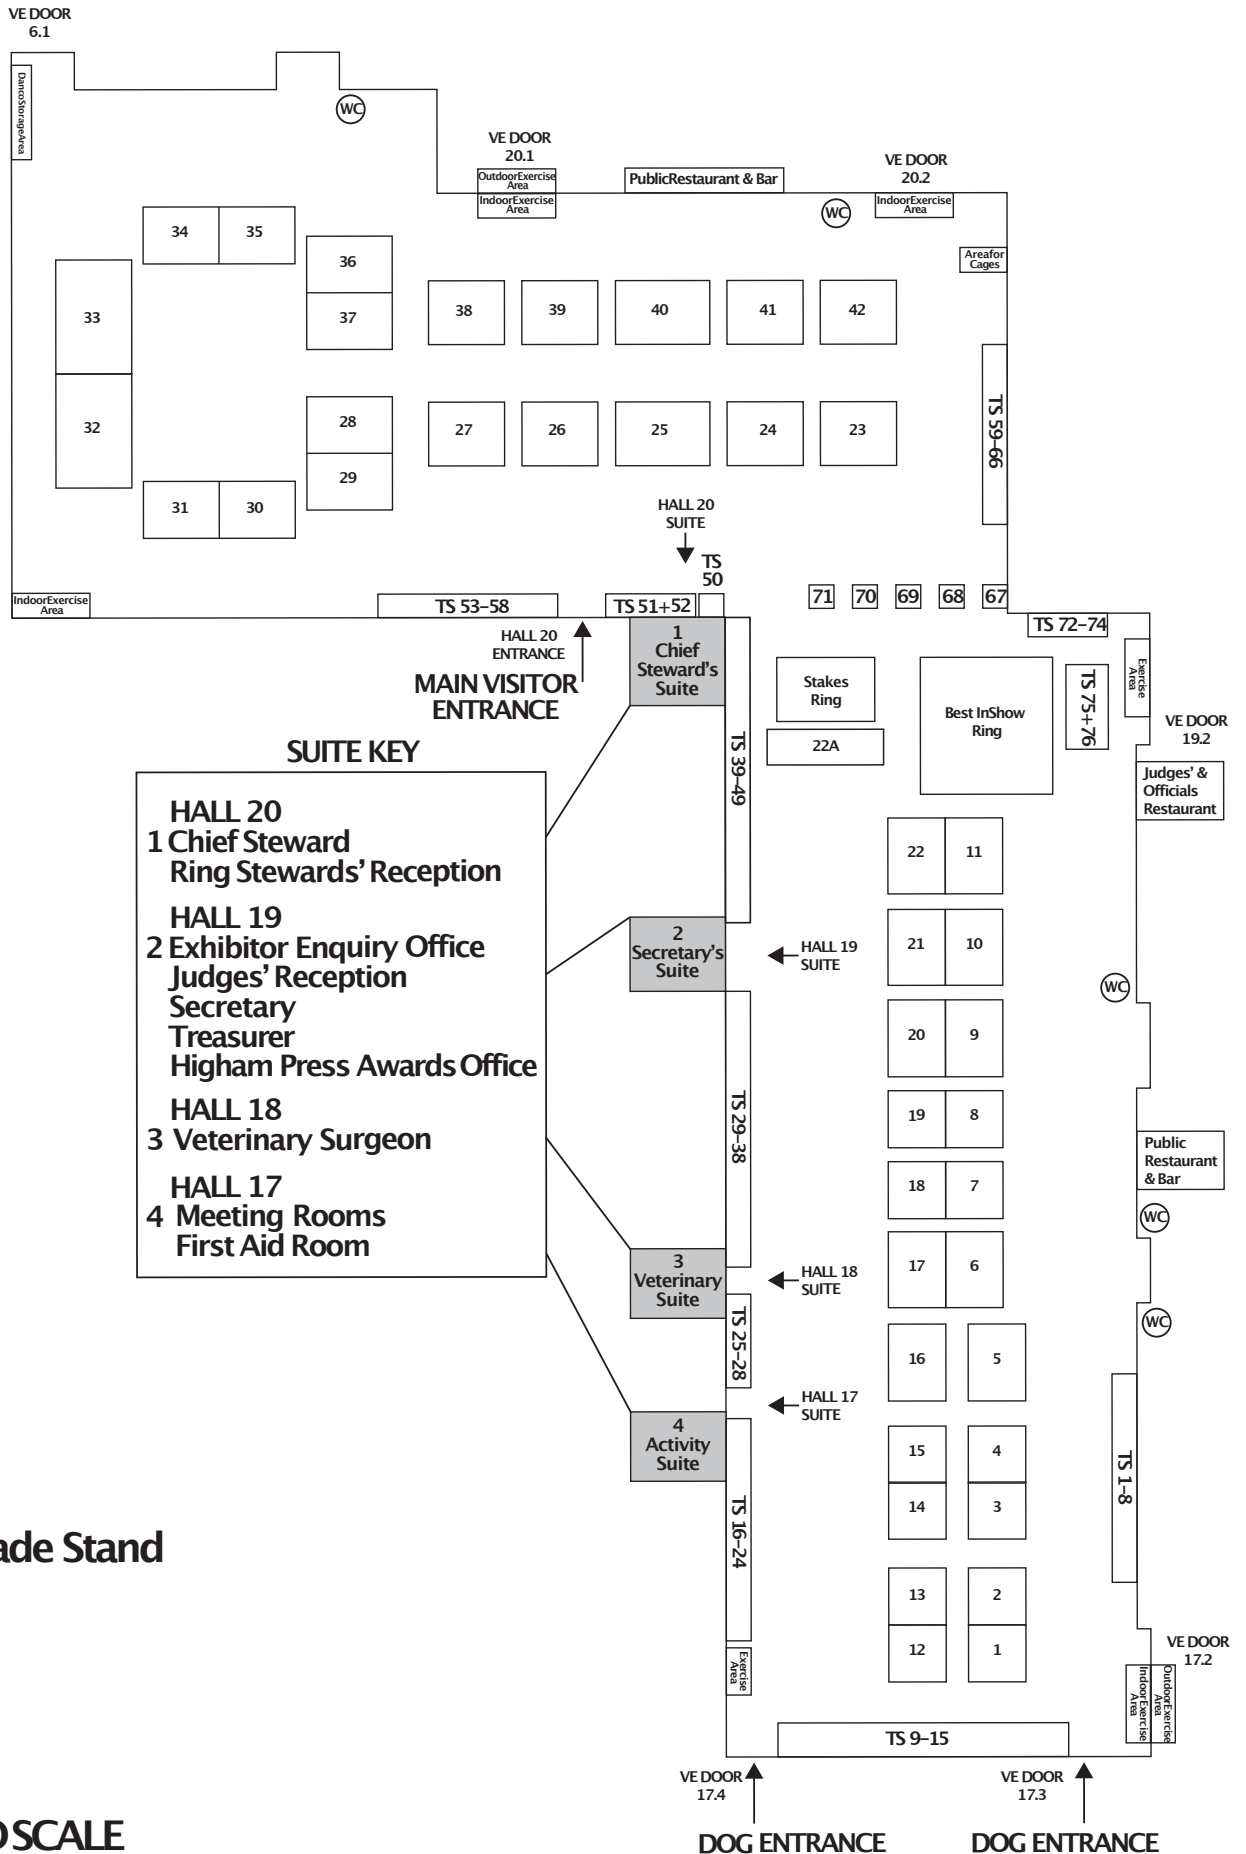 VE DOOR
6.1
DancoStorageArea
WC
VE DOOR
20.1
OutdoorExercise
Area
IndoorExercise
Area
PublicRestaurant & Bar
VE DOOR
20.2
WC
IndoorExercise
Area
Areafor
Cages
34
35
36
37
33
32
38
39
40
41
42
28
29
27
26
25
24
23
31
30
TS 59-66
HALL 20
SUITE
TS
50
IndoorExercise
Area
TS 53-58
TS 51+52
71
70
69
68
67
TS 72-74
HALL 20
ENTRANCE
MAIN VISITOR
ENTRANCE
1
Chief
Steward's
Suite
TS 39-49
Stakes
Ring
22A
Best InShow
Ring
TS 75+76
Exercise
Area
VE DOOR
19.2
Judges' &
Officials
Restaurant
SUITE KEY
HALL 20
1 Chief Steward
Ring Stewards' Reception
HALL 19
2 Exhibitor Enquiry Office
Judges' Reception
Secretary
Treasurer
Higham Press Awards Office
HALL 18
3 Veterinary Surgeon
HALL 17
4 Meeting Rooms
First Aid Room
2
Secretary's
Suite
HALL 19
SUITE
TS 29-38
3
Veterinary
Suite
HALL 18
SUITE
TS 25-28
HALL 17
SUITE
4
Activity
Suite
TS 16-24
Exercise
Area
22
11
21
10
20
9
19
8
18
7
17
6
16
5
15
4
14
3
13
2
12
1
WC
Public
Restaurant
& Bar
WC
WC
TS 1-8
VE DOOR
17.2
IndoorExercise
Area
OutdoorExercise
Area
TS 9-15
ade Stand
VE DOOR
17.4
VE DOOR
17.3
DOG ENTRANCE
DOG ENTRANCE
SCALE